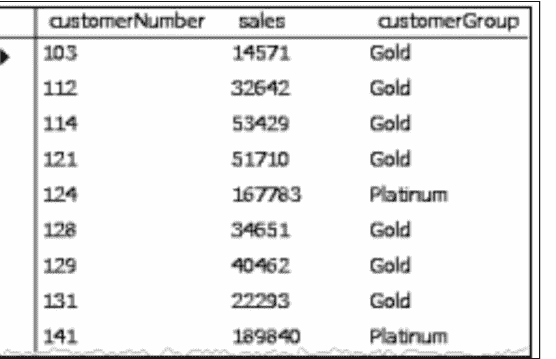 customerNumber sales customerGroup
103 14571 Gold
112 32642 Gold
114 53429 Gold
121 51710 Gold
124 167783 Platinum
128 34651 Gold
129 40462 Gold
131 22293 Gold
141 189840 Platinum